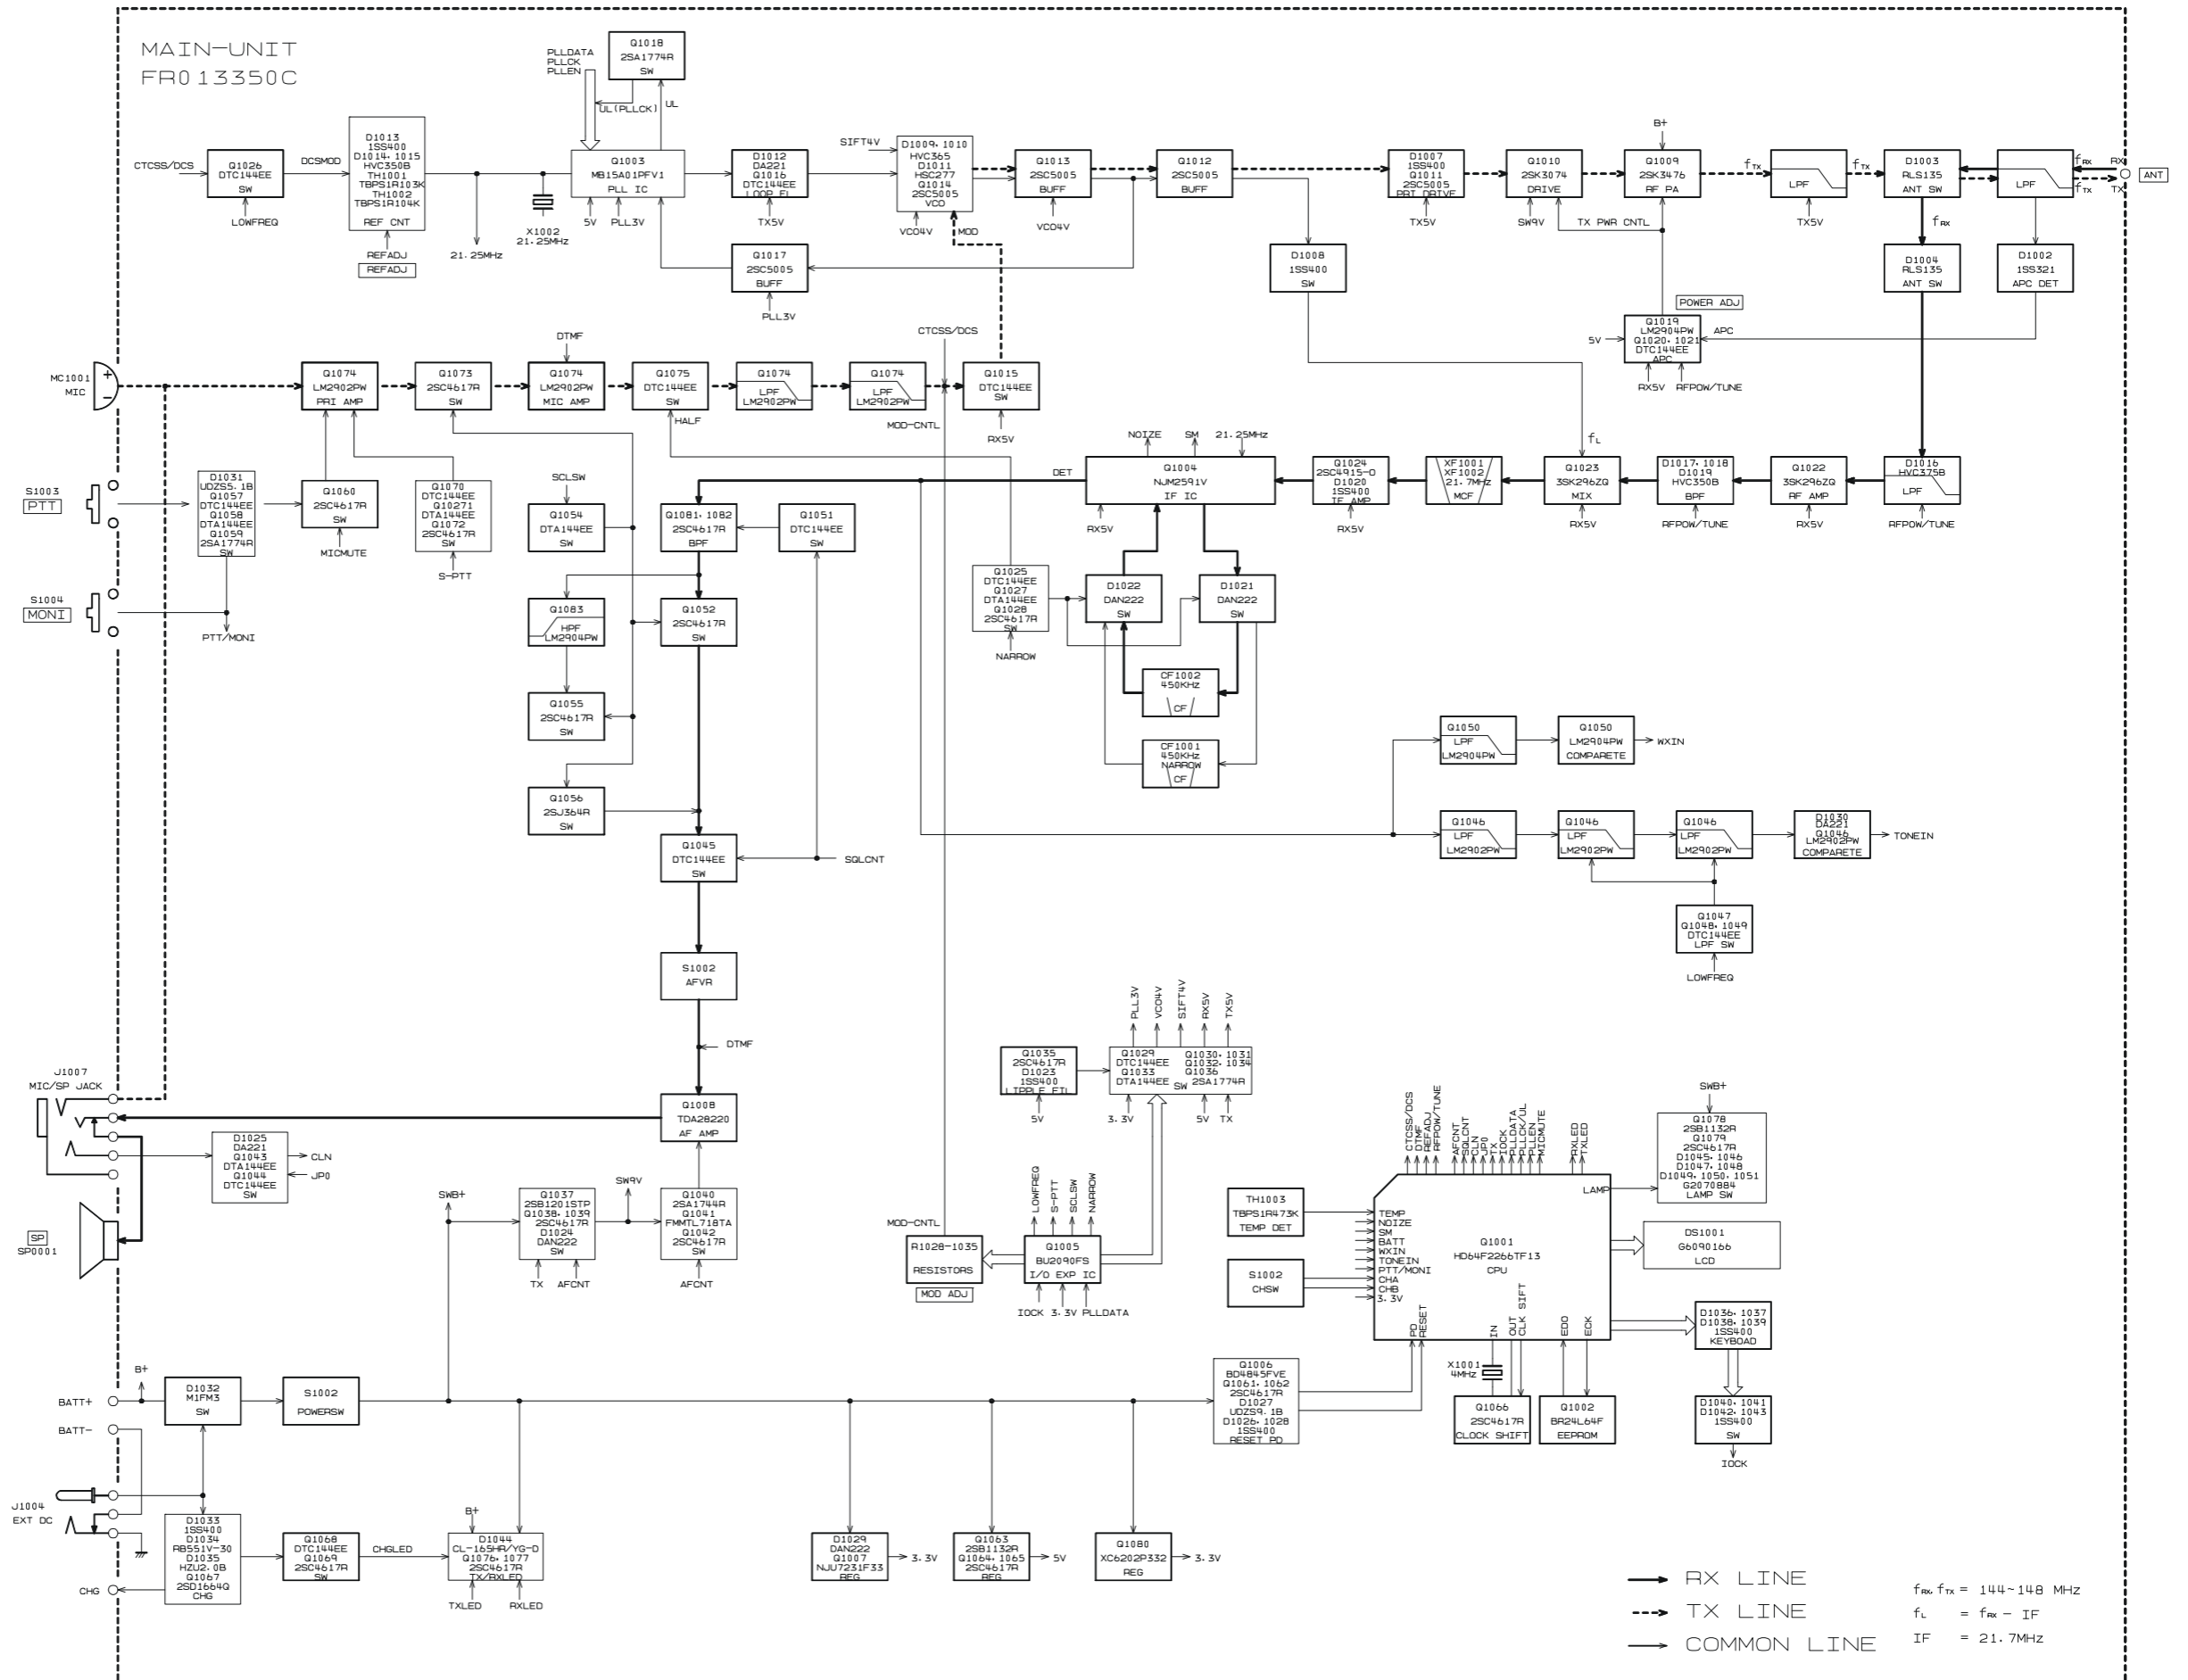 MAIN-UNIT
FR013350C
PLLDATA
PLLCK
PLLEN
Q1018
2SA1774R
SW
UL(PLLCK)
UL
CTCSS/DCS
Q1026
DTC144EE
SW
LOWFREQ
DCSMOD
D1013
1SS400
D1014, 1015
HVC350B
TH1001
TBPS1R103K
TH1002
TBPS1R104K
REF CNT
REFADJ
REFADJ
21.25MHz
X1002
21.25MHz
Q1003
MB15A01PFV1
PLL IC
5V
PLL3V
D1012
DA221
Q1016
DTC144EE
LOOP FL
TX5V
SIFT4V
D1009, 1010
HVC365
D1011
HSC277
Q1014
2SC5005
VCO
VCO4V
MOD
Q1013
2SC5005
BUFF
VCO4V
Q1012
2SC5005
BUFF
D1007
1SS400
Q1011
2SC5005
PRI DRIVE
TX5V
Q1010
2SK3074
DRIVE
SW9V
B+
Q1009
2SK3476
RF PA
TX PWR CNTL
fTX
LPF
TX5V
fTX
D1003
RLS135
ANT SW
LPF
fRX
RX
fTX
TX
ANT
fRX
Q1017
2SC5005
BUFF
PLL3V
D1008
1SS400
SW
D1004
RLS135
ANT SW
D1002
1SS321
APC DET
POWER ADJ
5V
Q1019
LM2904PW
Q1020, 1021
DTC144EE
APC
APC
RX5V
RFPOW/TUNE
MC1001
MIC
Q1074
LM2902PW
PRI AMP
Q1073
2SC4617R
SW
DTMF
Q1074
LM2902PW
MIC AMP
Q1075
DTC144EE
SW
HALF
Q1074
LPF
LM2902PW
Q1074
LPF
LM2902PW
CTCSS/DCS
MOD-CNTL
Q1015
DTC144EE
SW
RX5V
fL
S1003
PTT
D1031
UDZS5.1B
Q1057
DTC144EE
Q1058
DTA144EE
Q1059
2SA1774R
SW
Q1060
2SC4617R
SW
MICMUTE
Q1070
DTC144EE
Q10271
DTA144EE
Q1072
2SC4617R
SW
S-PTT
SCLSW
Q1054
DTA144EE
SW
Q1081, 1082
2SC4617R
BPF
Q1051
DTC144EE
SW
DET
NOIZE
SM
21.25MHz
Q1004
NJM2591V
IF IC
RX5V
Q1024
2SC4915-O
D1020
1SS400
IF AMP
RX5V
XF1001
XF1002
21.7MHz
MCF
Q1023
3SK296ZQ
MIX
RX5V
D1017, 1018
D1019
HVC350B
BPF
RFPOW/TUNE
Q1022
3SK296ZQ
RF AMP
RX5V
D1016
HVC375B
LPF
RFPOW/TUNE
S1004
MONI
PTT/MONI
Q1083
HPF
LM2904PW
Q1052
2SC4617R
SW
Q1025
DTC144EE
Q1027
DTA144EE
Q1028
2SC4617R
SW
NARROW
D1022
DAN222
SW
D1021
DAN222
SW
CF1002
450KHz
CF
CF1001
450KHz
NARROW
CF
Q1055
2SC4617R
SW
Q1056
2SJ364R
SW
Q1045
DTC144EE
SW
SQLCNT
Q1050
LPF
LM2904PW
Q1050
LM2904PW
COMPARETE
WXIN
Q1046
LPF
LM2902PW
Q1046
LPF
LM2902PW
Q1046
LPF
LM2902PW
D1030
DA221
Q1046
LM2902PW
COMPARETE
TONEIN
Q1047
Q1048, 1049
DTC144EE
LPF SW
LOWFREQ
S1002
AFVR
DTMF
PLL3V
VCO4V
SIFT4V
RX5V
TX5V
Q1035
2SC4617R
D1023
1SS400
LIPPLE FIL
5V
Q1029
DTC144EE
Q1033
DTA144EE
Q1030, 1031
Q1032, 1034
Q1036
SW 2SA1774R
3.3V
5V
TX
J1007
MIC/SP JACK
Q1008
TDA28220
AF AMP
D1025
DA221
Q1043
DTA144EE
Q1044
DTC144EE
SW
CLN
JP0
SP
SP0001
SWB+
Q1037
2SB1201STP
Q1038, 1039
2SC4617R
D1024
DAN222
SW
TX
AFCNT
SW9V
Q1040
2SA1744R
Q1041
FMMTL718TA
Q1042
2SC4617R
SW
AFCNT
MOD-CNTL
R1028-1035
RESISTORS
MOD ADJ
LOWFREQ
S-PTT
SCLSW
NARROW
Q1005
BU2090FS
I/O EXP IC
IOCK 3.3V PLLDATA
TH1003
TBPS1R473K
TEMP DET
S1002
CHSW
CTCSS/DCS
DTMF
REFADJ
RFPOW/TUNE
AFCNT
SQLCNT
CLN
JP0
TX
IOCK
PLLDATA
PLLCK/UL
PLLEN
MICMUTE
RXLED
TXLED
TEMP
NOIZE
SM
BATT
WXIN
TONEIN
PTT/MONI
CHA
CHB
3.3V
Q1001
HD64F2266TF13
CPU
LAMP
PD
RESET
IN
OUT
CLK SIFT
EDO
ECK
SWB+
Q1078
2SB1132R
Q1079
2SC4617R
D1045, 1046
D1047, 1048
D1049, 1050, 1051
G2070884
LAMP SW
DS1001
G6090166
LCD
D1036, 1037
D1038, 1039
1SS400
KEYBOAD
D1040, 1041
D1042, 1043
1SS400
SW
IOCK
X1001
4MHz
Q1066
2SC4617R
CLOCK SHIFT
Q1002
BR24L64F
EEPROM
Q1006
BD4845FVE
Q1061, 1062
2SC4617R
D1027
UDZS9.1B
D1026, 1028
1SS400
RESET PD
B+
BATT+
BATT-
D1032
M1FM3
SW
S1002
POWERSW
J1004
EXT DC
CHG
D1033
1SS400
D1034
RB551V-30
D1035
HZU2.0B
Q1067
2SD1664Q
CHG
Q1068
DTC144EE
Q1069
2SC4617R
SW
CHGLED
B+
D1044
CL-165HR/YG-D
Q1076, 1077
2SC4617R
TX/RXLED
TXLED
RXLED
D1029
DAN222
Q1007
NJU7231F33
REG
3.3V
Q1063
2SB1132R
Q1064, 1065
2SC4617R
REG
5V
Q1080
XC6202P332
REG
3.3V
RX LINE
TX LINE
COMMON LINE
fRX, fTX = 144~148 MHz
fL = fRX - IF
IF = 21.7MHz